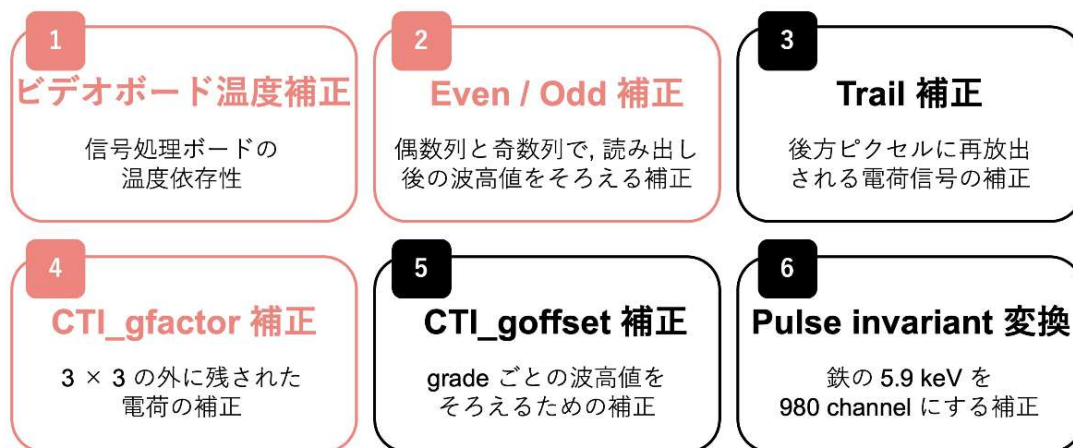 1
ビデオボード温度補正
信号処理ボードの
温度依存性
2
Even / Odd 補正
偶数列と奇数列で, 読み出し
後の波高値をそろえる補正
3
Trail 補正
後方ピクセルに再放出
される電荷信号の補正
4
CTI_gfactor 補正
3 × 3 の外に残された
電荷の補正
5
CTI_goffset 補正
grade ごとの波高値を
そろえるための補正
6
Pulse invariant 変換
鉄の 5.9 keV を
980 channel にする補正